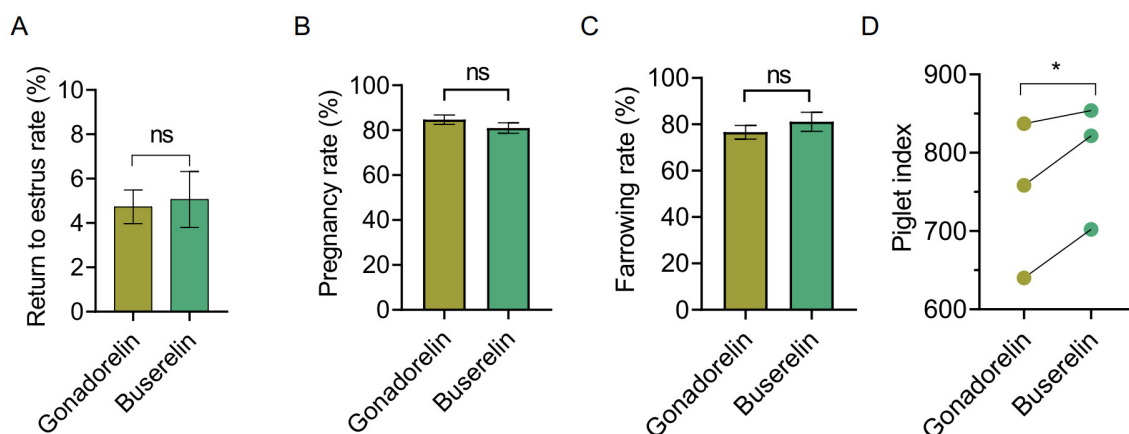 A
Return to estrus rate (%)
10
8
6
4
2
0
ns
Gonadorelin
Buserelin
B
Pregnancy rate (%)
100
80
60
40
20
0
ns
Gonadorelin
Buserelin
C
Farrowing rate (%)
100
80
60
40
20
0
ns
Gonadorelin
Buserelin
D
Piglet index
900
800
700
600
*
Gonadorelin
Buserelin